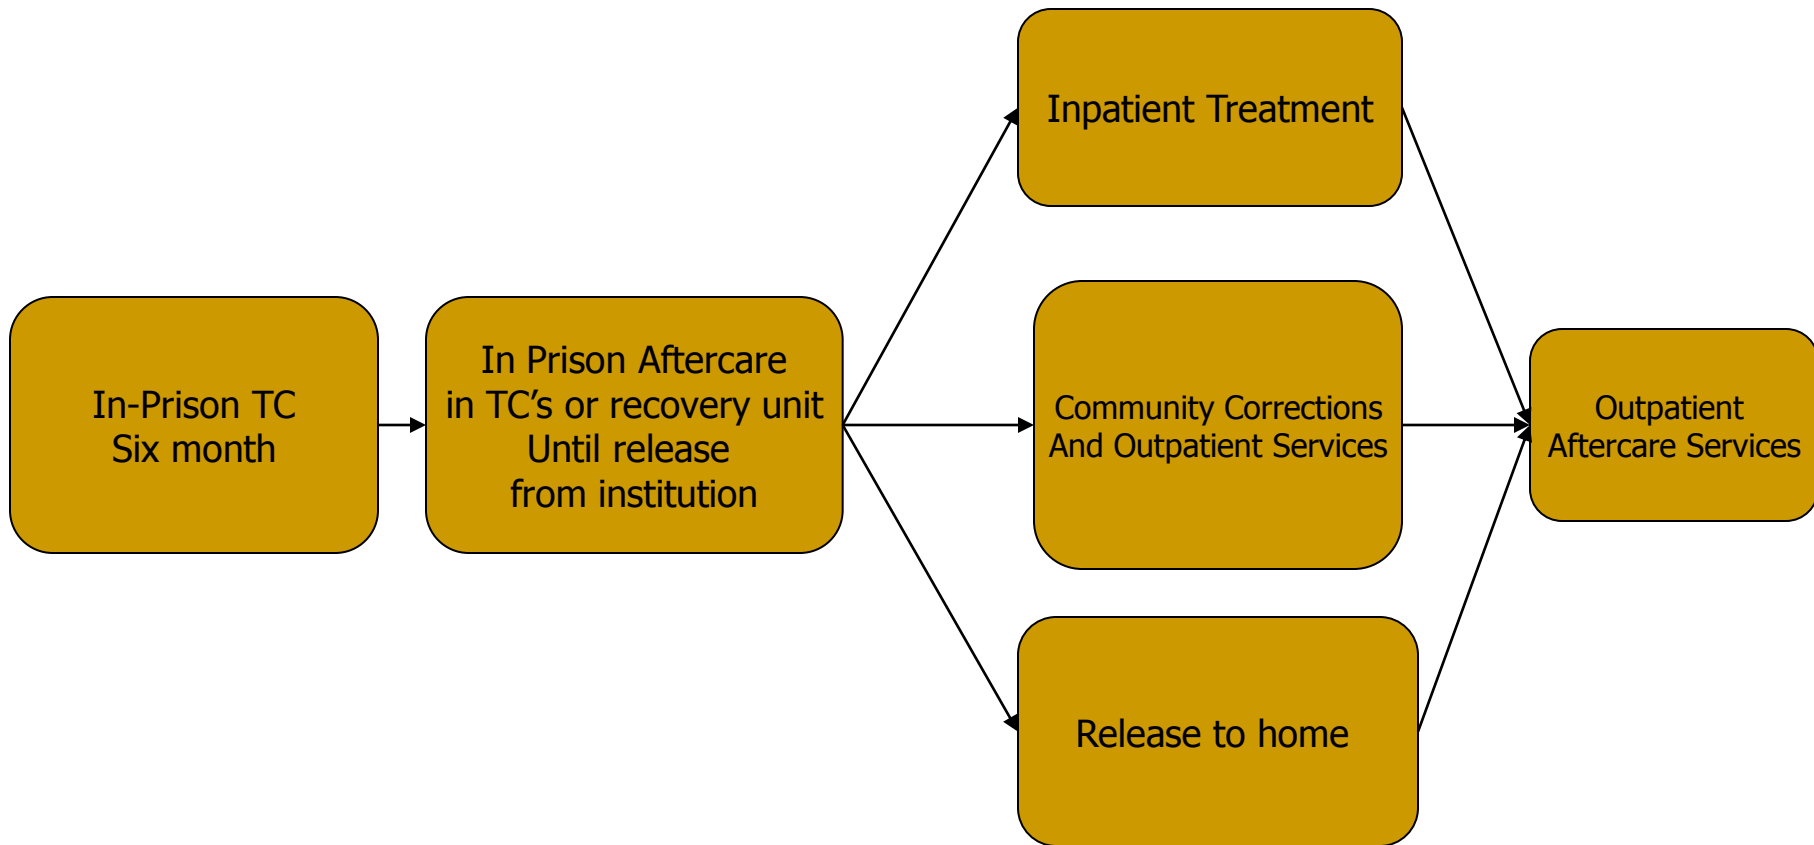 In-Prison TC
Six month
In Prison Aftercare
in TC’s or recovery unit
Until release
from institution
Inpatient Treatment
Community Corrections
And Outpatient Services
Release to home
Outpatient
Aftercare Services